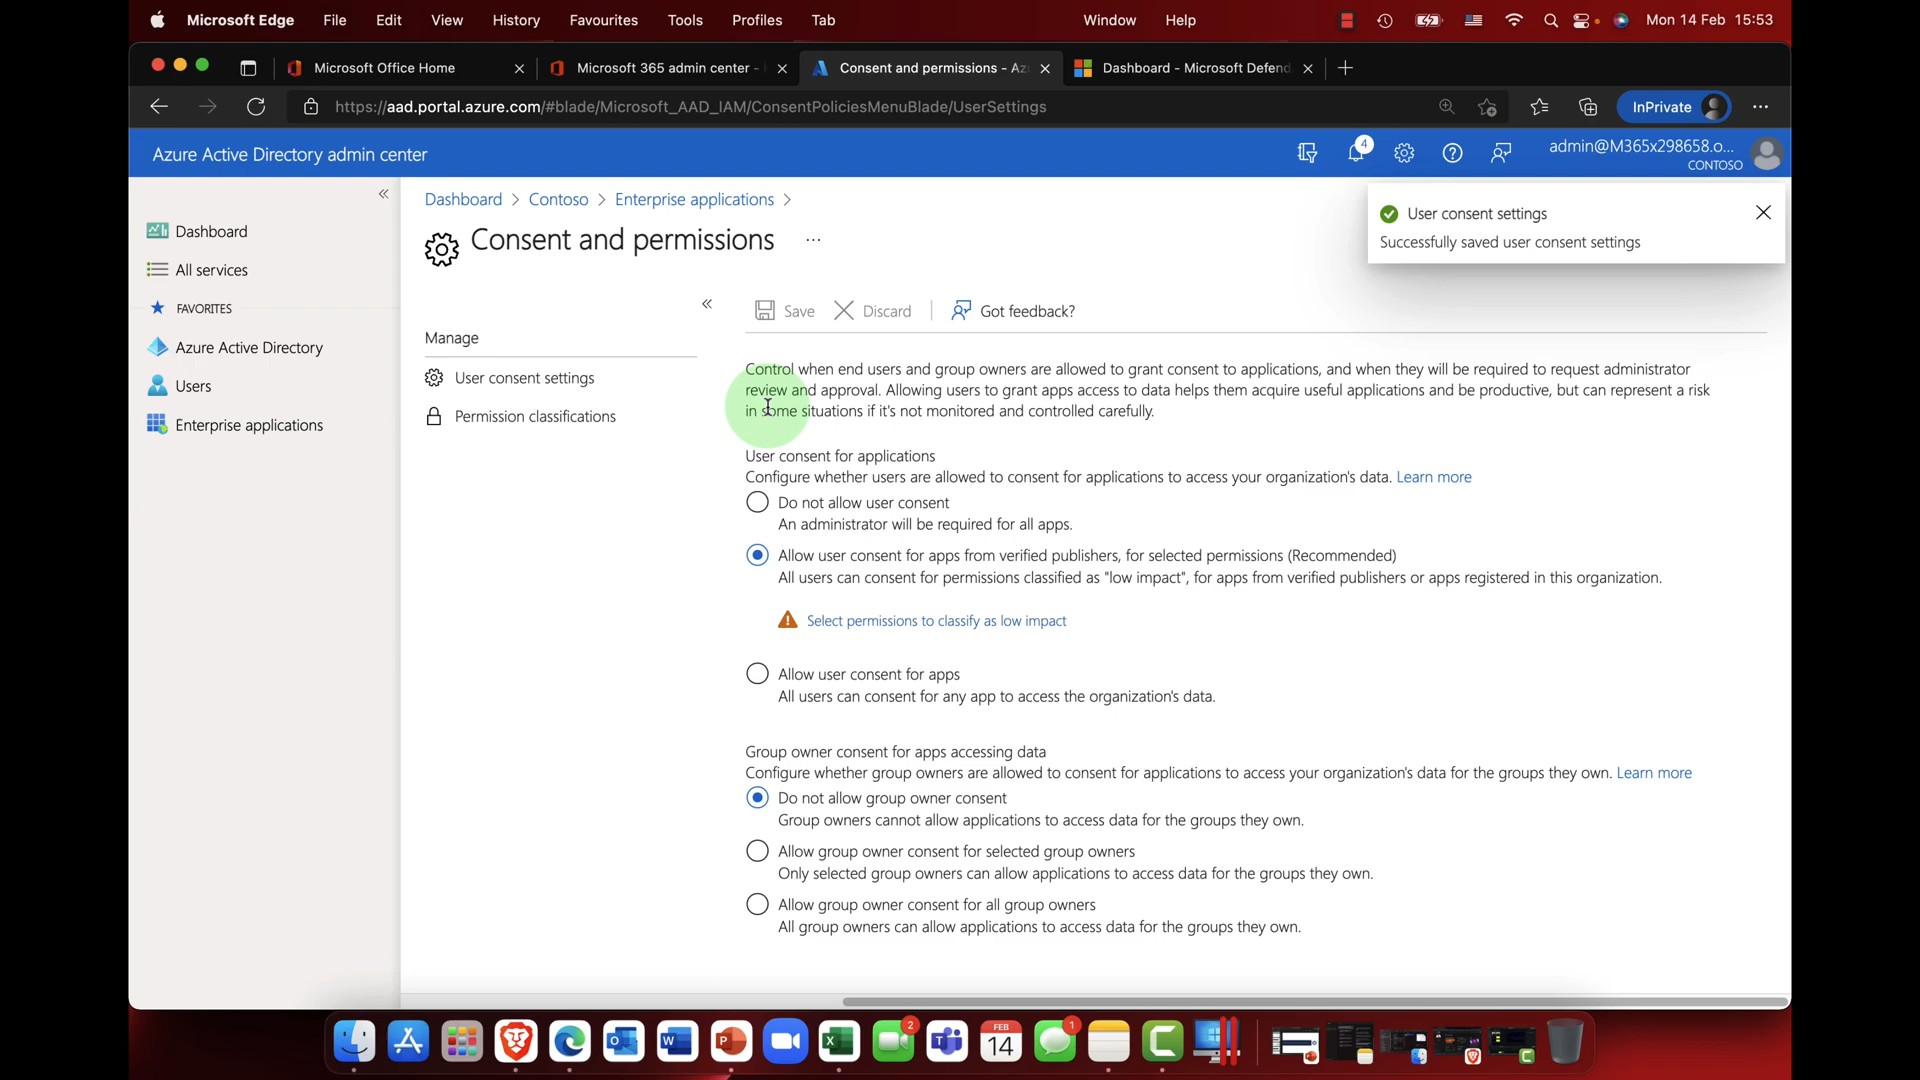 Microsoft Edge File Edit View History Favourites Tools Profiles Tab Window Help Mon 14 Feb 15:53
Microsoft Office Home
Microsoft 365 admin center -
Consent and permissions - Az
Dashboard - Microsoft Defend
https://aad.portal.azure.com/#blade/Microsoft_AAD_IAM/ConsentPoliciesMenuBlade/UserSettings
InPrivate
Azure Active Directory admin center
4
admin@M365x298658.o...
CONTOSO
Dashboard
All services
FAVORITES
Azure Active Directory
Users
Enterprise applications
Dashboard > Contoso > Enterprise applications >
Consent and permissions ...
User consent settings
Successfully saved user consent settings
Manage
User consent settings
Permission classifications
Save Discard Got feedback?
Control when end users and group owners are allowed to grant consent to applications, and when they will be required to request administrator
review and approval. Allowing users to grant apps access to data helps them acquire useful applications and be productive, but can represent a risk
in some situations if it's not monitored and controlled carefully.
User consent for applications
Configure whether users are allowed to consent for applications to access your organization's data. Learn more
Do not allow user consent
An administrator will be required for all apps.
Allow user consent for apps from verified publishers, for selected permissions (Recommended)
All users can consent for permissions classified as "low impact", for apps from verified publishers or apps registered in this organization.
Select permissions to classify as low impact
Allow user consent for apps
All users can consent for any app to access the organization's data.
Group owner consent for apps accessing data
Configure whether group owners are allowed to consent for applications to access your organization's data for the groups they own. Learn more
Do not allow group owner consent
Group owners cannot allow applications to access data for the groups they own.
Allow group owner consent for selected group owners
Only selected group owners can allow applications to access data for the groups they own.
Allow group owner consent for all group owners
All group owners can allow applications to access data for the groups they own.
2
FEB
14
1